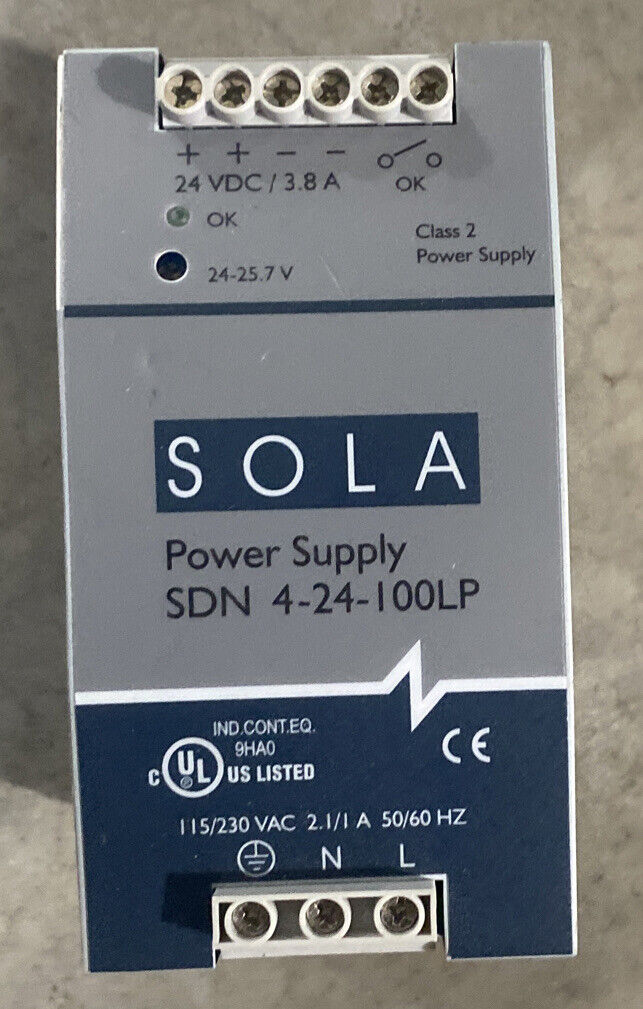 + + − −
24 VDC / 3.8 A
OK
OK
Class 2
Power Supply
24-25.7 V
SOLA
Power Supply
SDN 4-24-100LP
IND.CONT.EQ.
9HA0
C UL US LISTED
®
CE
115/230 VAC 2.1/1 A 50/60 HZ
N L